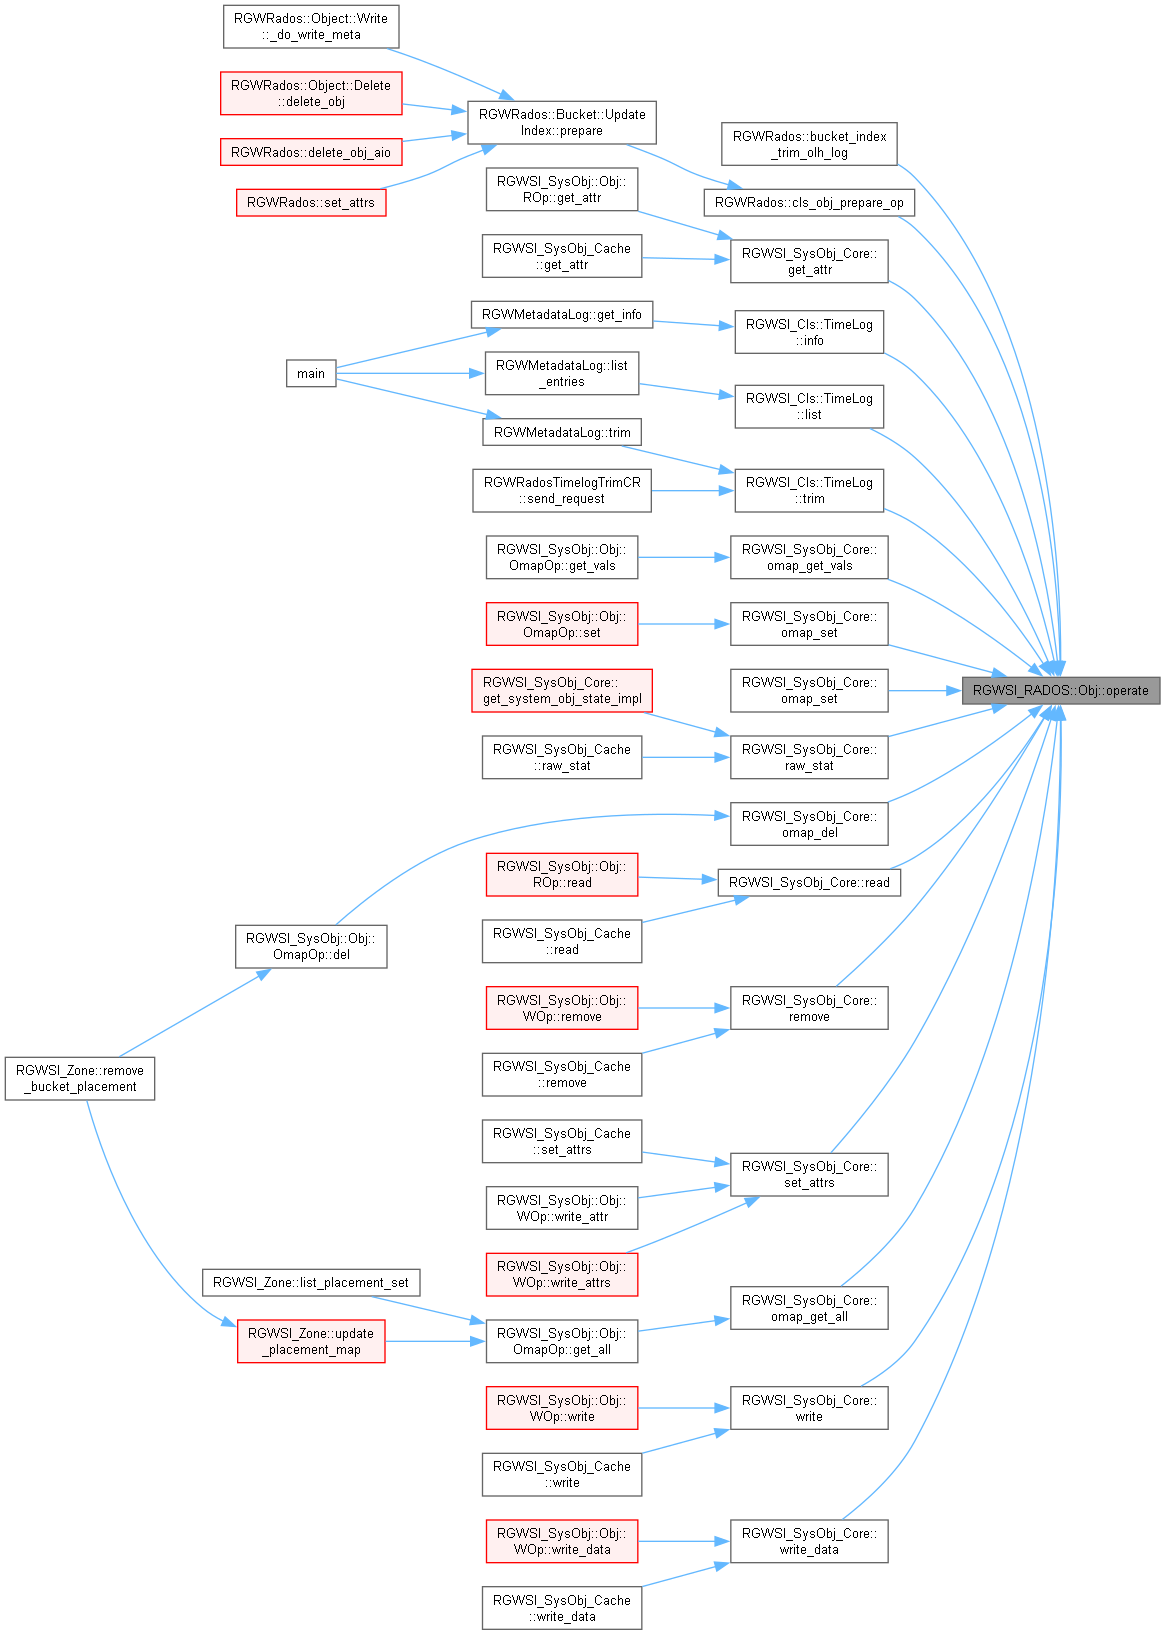 RGWRados::Object::Write
::_do_write_meta
RGWRados::Object::Delete
::delete_obj
RGWRados::Bucket::Update
Index::prepare
RGWRados::bucket_index
_trim_olh_log
RGWRados::delete_obj_aio
RGWSI_SysObj::Obj::
ROp::get_attr
RGWRados::set_attrs
RGWRados::cls_obj_prepare_op
RGWSI_SysObj_Cache
::get_attr
RGWSI_SysObj_Core::
get_attr
RGWMetadataLog::get_info
RGWSI_Cls::TimeLog
::info
main
RGWMetadataLog::list
_entries
RGWSI_Cls::TimeLog
::list
RGWMetadataLog::trim
RGWRadosTimelogTrimCR
::send_request
RGWSI_Cls::TimeLog
::trim
RGWSI_SysObj::Obj::
OmapOp::get_vals
RGWSI_SysObj_Core::
omap_get_vals
RGWSI_SysObj::Obj::
OmapOp::set
RGWSI_SysObj_Core::
omap_set
RGWSI_SysObj_Core::
get_system_obj_state_impl
RGWSI_SysObj_Core::
omap_set
RGWSI_RADOS::Obj::operate
RGWSI_SysObj_Cache
::raw_stat
RGWSI_SysObj_Core::
raw_stat
RGWSI_SysObj_Core::
omap_del
RGWSI_SysObj::Obj::
ROp::read
RGWSI_SysObj_Core::read
RGWSI_SysObj_Cache
::read
RGWSI_SysObj::Obj::
OmapOp::del
RGWSI_SysObj::Obj::
WOp::remove
RGWSI_SysObj_Core::
remove
RGWSI_Zone::remove
_bucket_placement
RGWSI_SysObj_Cache
::remove
RGWSI_SysObj_Cache
::set_attrs
RGWSI_SysObj_Core::
set_attrs
RGWSI_SysObj::Obj::
WOp::write_attr
RGWSI_SysObj::Obj::
WOp::write_attrs
RGWSI_Zone::list_placement_set
RGWSI_SysObj_Core::
omap_get_all
RGWSI_Zone::update
_placement_map
RGWSI_SysObj::Obj::
OmapOp::get_all
RGWSI_SysObj::Obj::
WOp::write
RGWSI_SysObj_Core::
write
RGWSI_SysObj_Cache
::write
RGWSI_SysObj::Obj::
WOp::write_data
RGWSI_SysObj_Core::
write_data
RGWSI_SysObj_Cache
::write_data